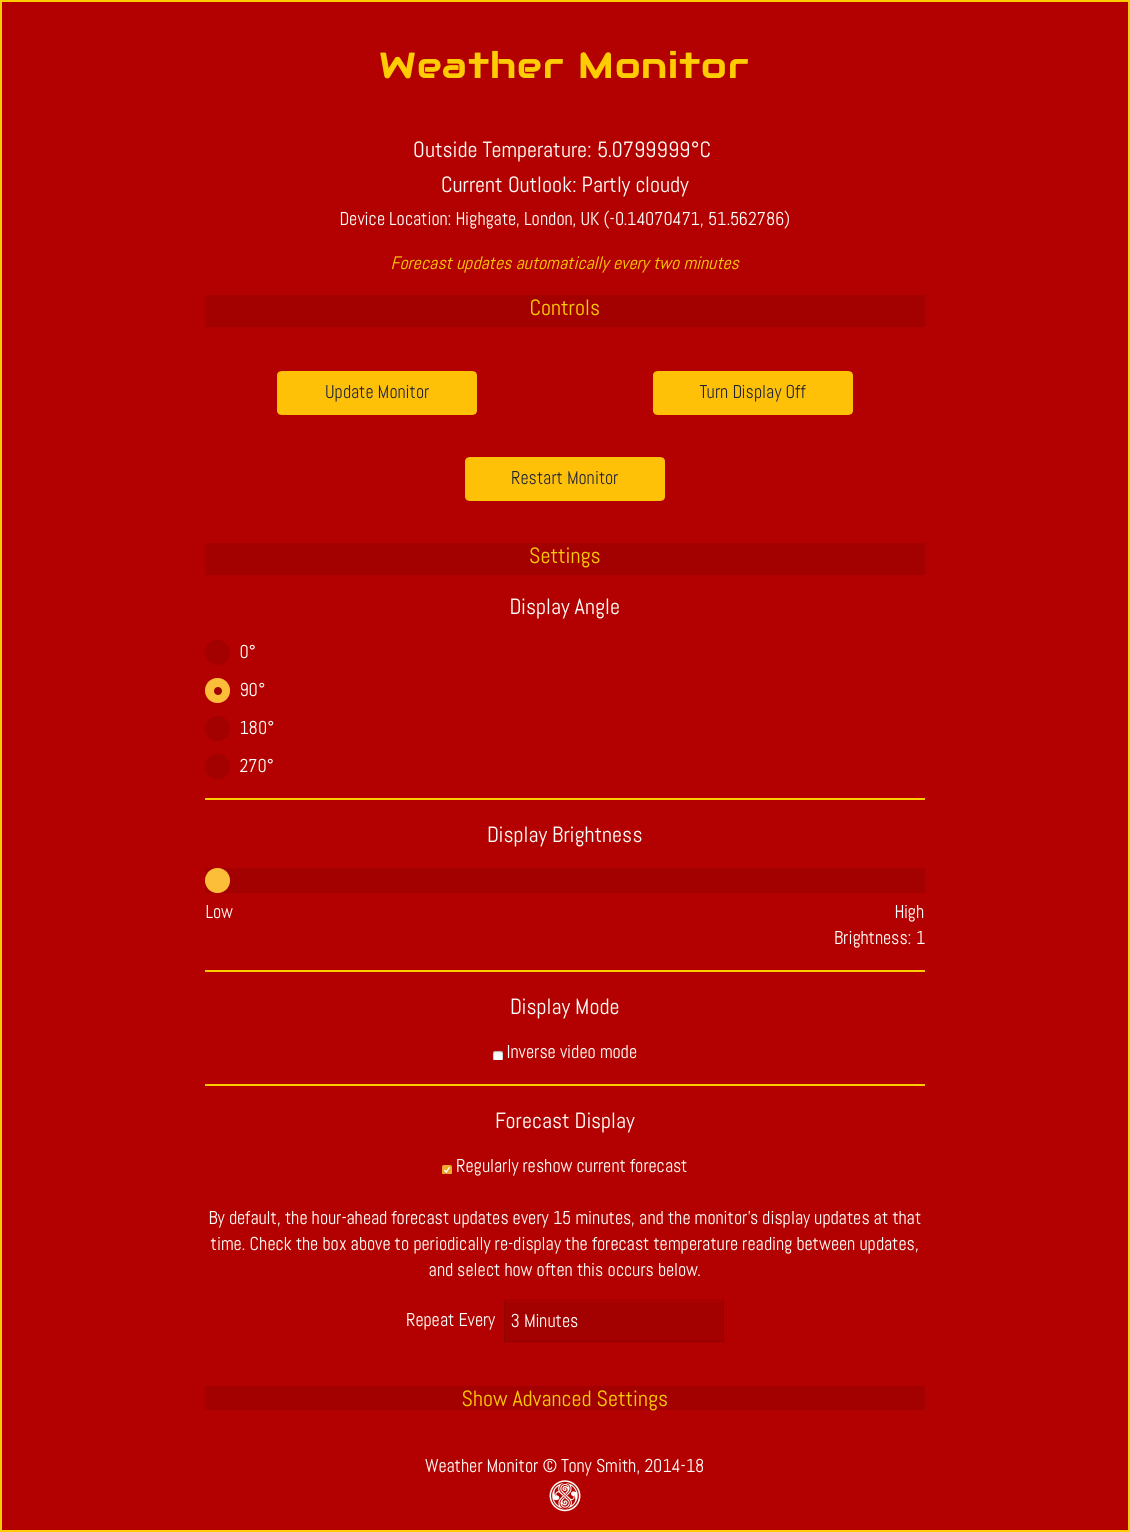 Weather Monitor
Outside Temperature: 5.0799999°C
Current Outlook: Partly cloudy
Device Location: Highgate, London, UK (-0.14070471, 51.562786)
Forecast updates automatically every two minutes
Controls
Update Monitor
Turn Display Off
Restart Monitor
Settings
Display Angle
0°
90°
180°
270°
Display Brightness
Low
High
Brightness: 1
Display Mode
Inverse video mode
Forecast Display
Regularly reshow current forecast
By default, the hour-ahead forecast updates every 15 minutes, and the monitor's display updates at that
time. Check the box above to periodically re-display the forecast temperature reading between updates,
and select how often this occurs below.
Repeat Every
3 Minutes
Show Advanced Settings
Weather Monitor © Tony Smith, 2014-18